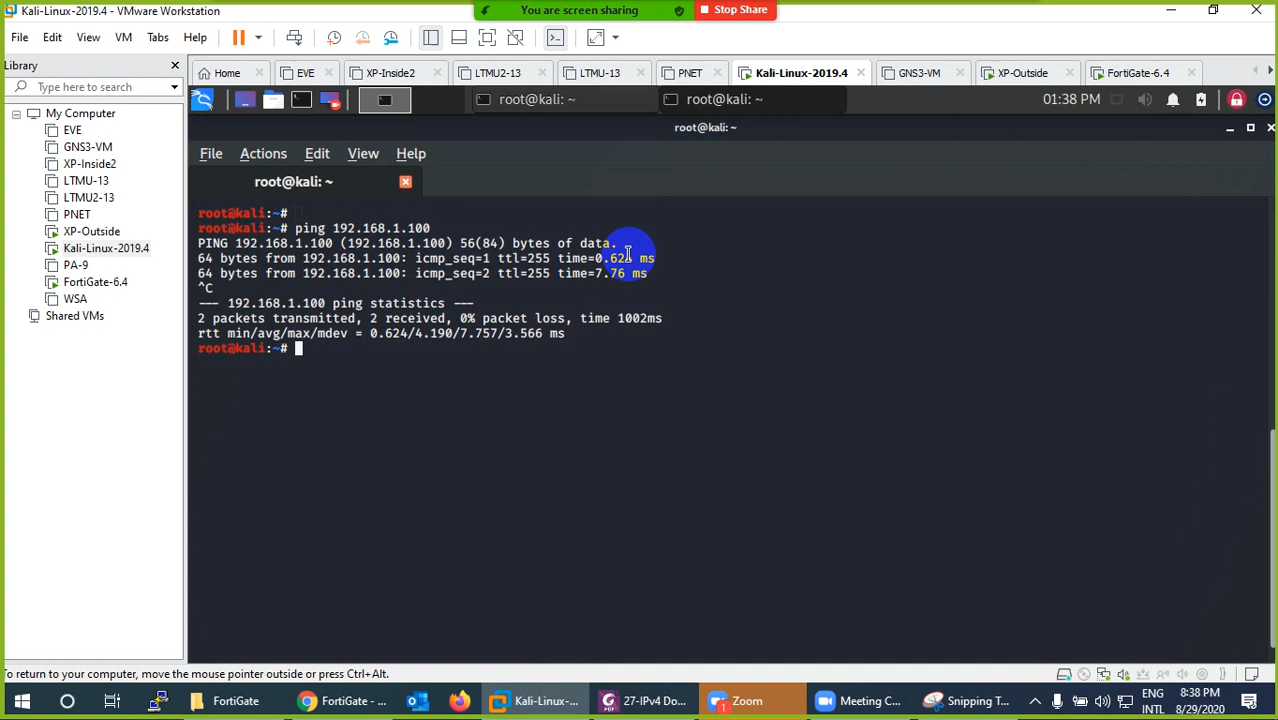 Kali-Linux-2019.4 - VMware Workstation
You are screen sharing
Stop Share
File Edit View VM Tabs Help
Library
Type here to search
My Computer
EVE
GNS3-VM
XP-Inside2
LTMU-13
LTMU2-13
PNET
XP-Outside
Kali-Linux-2019.4
PA-9
FortiGate-6.4
WSA
Shared VMs
Home EVE XP-Inside2 LTMU2-13 LTMU-13 PNET Kali-Linux-2019.4 GNS3-VM XP-Outside FortiGate-6.4
root@kali: ~ root@kali: ~ 01:38 PM
root@kali: ~
File Actions Edit View Help
root@kali: ~
root@kali:~#
root@kali:~# ping 192.168.1.100
PING 192.168.1.100 (192.168.1.100) 56(84) bytes of data.
64 bytes from 192.168.1.100: icmp_seq=1 ttl=255 time=0.624 ms
64 bytes from 192.168.1.100: icmp_seq=2 ttl=255 time=7.76 ms
^C
--- 192.168.1.100 ping statistics ---
2 packets transmitted, 2 received, 0% packet loss, time 1002ms
rtt min/avg/max/mdev = 0.624/4.190/7.757/3.566 ms
root@kali:~#
To return to your computer, move the mouse pointer outside or press Ctrl+Alt.
FortiGate FortiGate - ... Kali-Linux-... 27-IPv4 Do... 1 Zoom Meeting C... Snipping T... ENG INTL 8:38 PM 8/29/2020